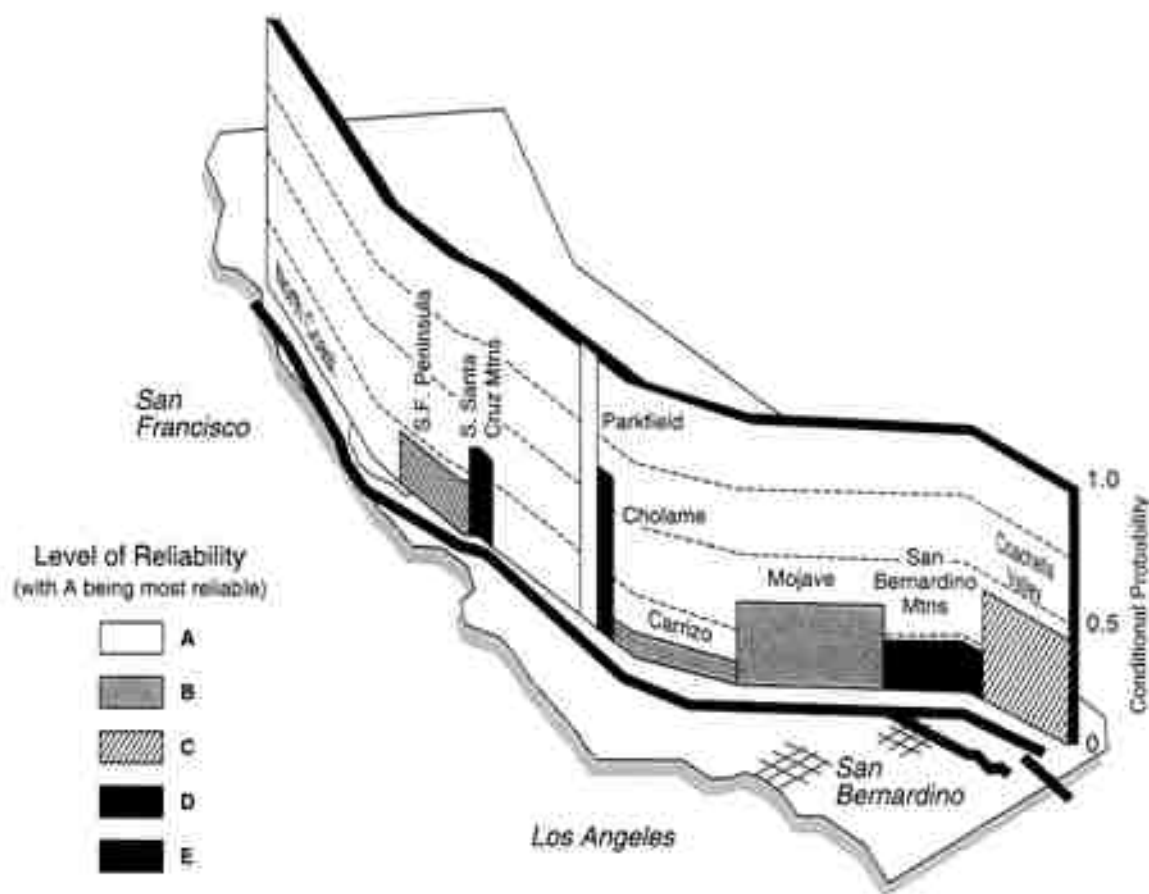 S.F. Peninsula
S. Santa
Cruz Mtns
Parkfield
Cholame
Carrizo
Mojave
San
Bernardino
Mtns
Coachella
Valley
1.0
0.5
0
Conditional Probability
San
Francisco
Level of Reliability
(with A being most reliable)
A
B
C
D
E
San
Bernardino
Los Angeles